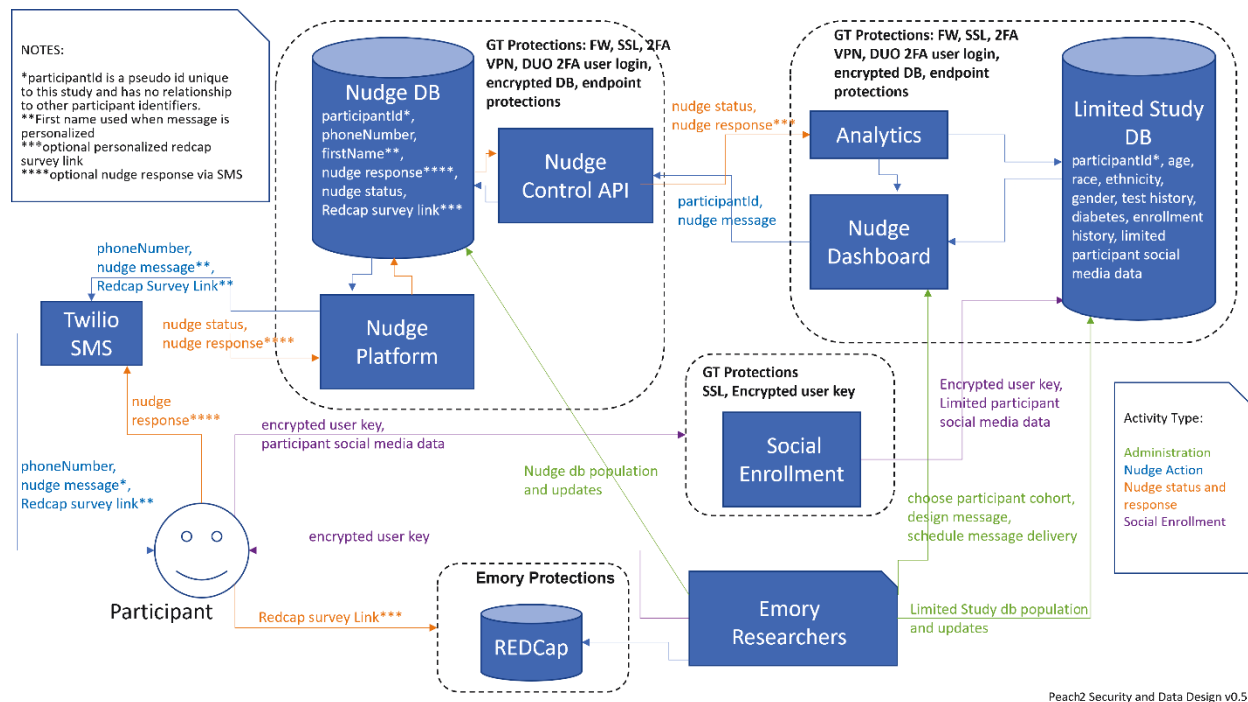 NOTES:
*participantId is a pseudo id unique
to this study and has no relationship
to other participant identifiers.
**First name used when message is
personalized
***optional personalized redcap
survey link
****optional nudge response via SMS
Nudge DB
participantId*,
phoneNumber,
firstName**,
nudge response****,
nudge status,
Redcap survey link***
GT Protections: FW, SSL, 2FA
VPN, DUO 2FA user login,
encrypted DB, endpoint
protections
Nudge
Control API
nudge status,
nudge response***
participantId,
nudge message
GT Protections: FW, SSL, 2FA
VPN, DUO 2FA user login,
encrypted DB, endpoint
protections
Analytics
Nudge
Dashboard
Limited Study
DB
participantId*, age,
race, ethnicity,
gender, test history,
diabetes, enrollment
history, limited
participant social
media data
phoneNumber,
nudge message**,
Redcap Survey Link**
Twilio
SMS
nudge status,
nudge response****
Nudge
Platform
nudge
response****
GT Protections
SSL, Encrypted user key
Social
Enrollment
Encrypted user key,
Limited participant
social media data
Activity Type:
Administration
Nudge Action
Nudge status and
response
Social Enrollment
encrypted user key,
participant social media data
Nudge db population
and updates
phoneNumber,
nudge message*,
Redcap survey link**
choose participant cohort,
design message,
schedule message delivery
encrypted user key
Participant
Emory Protections
Redcap survey Link***
REDCap
Emory
Researchers
Limited Study db population
and updates
Peach2 Security and Data Design v0.5